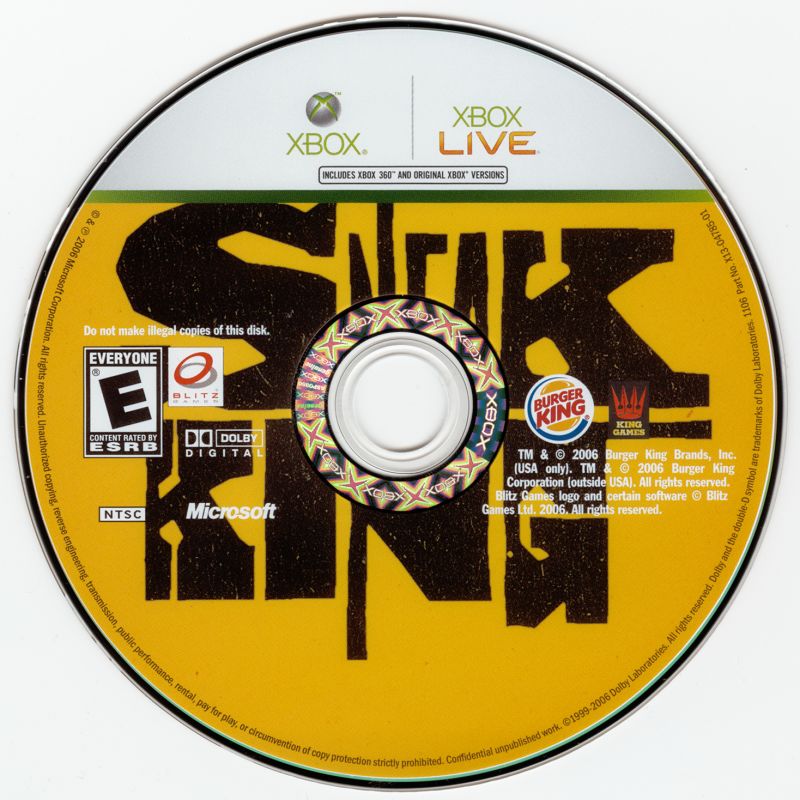 XBOX®
XBOX
LIVE™
INCLUDES XBOX 360™ AND ORIGINAL XBOX® VERSIONS
SNEAK
KING
Do not make illegal copies of this disk.
EVERYONE
E
CONTENT RATED BY
ESRB
BLITZ
GAMES
DOLBY
DIGITAL
NTSC
Microsoft
XBOX
BURGER
KING
KING
GAMES
TM & © 2006 Burger King Brands, Inc.
(USA only). TM & © 2006 Burger King
Corporation (outside USA). All rights reserved.
Blitz Games logo and certain software © Blitz
Games Ltd. 2006. All rights reserved.
© & ℗ 2006 Microsoft Corporation. All rights reserved. Unauthorized copying, reverse engineering, transmission, public performance, rental, pay for play, or circumvention of copy protection strictly prohibited. Confidential unpublished work. ©1999-2006 Dolby Laboratories. All rights reserved. Dolby and the double-D symbol are trademarks of Dolby Laboratories. 1106 Part No. X13-04785-01